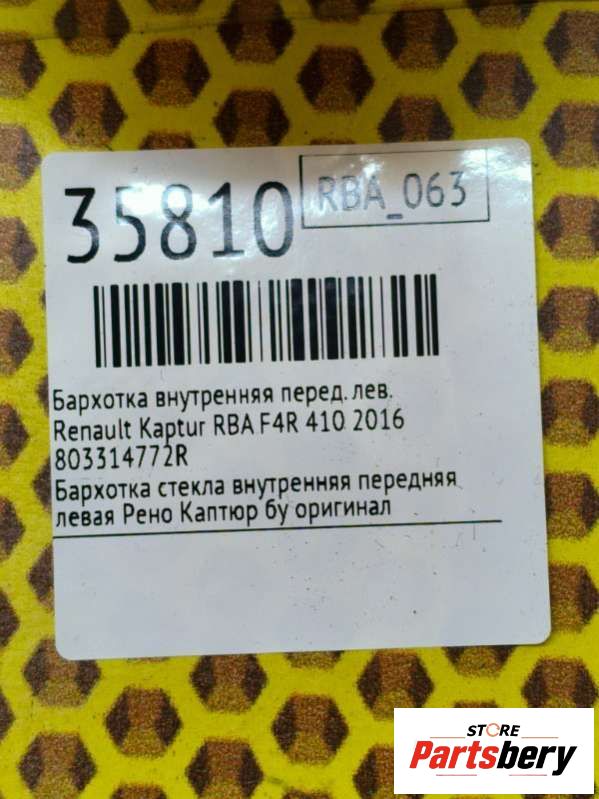 35810
RBA_063
Бархотка внутренняя перед. лев.
Renault Kaptur RBA F4R 410 2016
803314772R
Бархотка стекла внутренняя передняя
левая Рено Каптюр бу оригинал
STORE
Partsbery